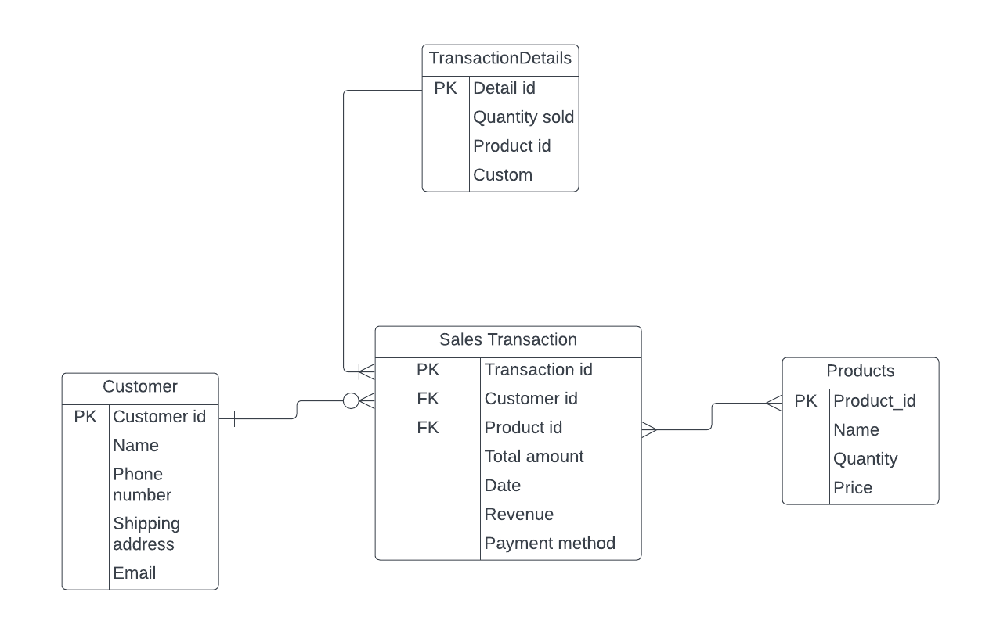 TransactionDetails
PK Detail id
Quantity sold
Product id
Custom
Sales Transaction
PK Transaction id
FK Customer id
FK Product id
Total amount
Date
Revenue
Payment method
Customer
PK Customer id
Name
Phone
number
Shipping
address
Email
Products
PK Product_id
Name
Quantity
Price